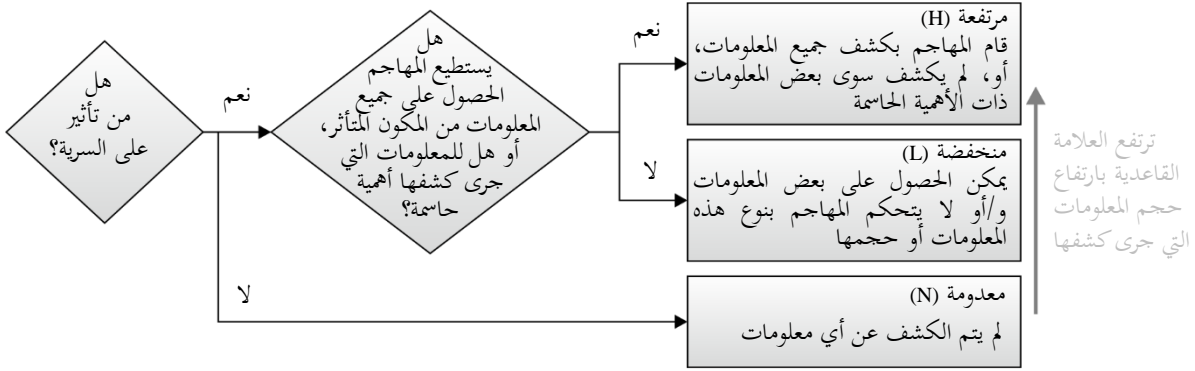 هل
من تأثير
على السرية؟
نعم
لا
هل
يستطيع المهاجم
الحصول على جميع
المعلومات من المكون المتأثر،
أو هل للمعلومات التي
جرى كشفها أهمية
حاسمة؟
نعم
لا
مرتفعة (H)
قام المهاجم بكشف جميع المعلومات،
أو، لم يكشف سوى بعض المعلومات
ذات الأهمية الحاسمة
منخفضة (L)
يمكن الحصول على بعض المعلومات
و/أو لا يتحكم المهاجم بنوع هذه
المعلومات أو حجمها
معدومة (N)
لم يتم الكشف عن أي معلومات
ترتفع العلامة
القاعدية بارتفاع
حجم المعلومات
التي جرى كشفها